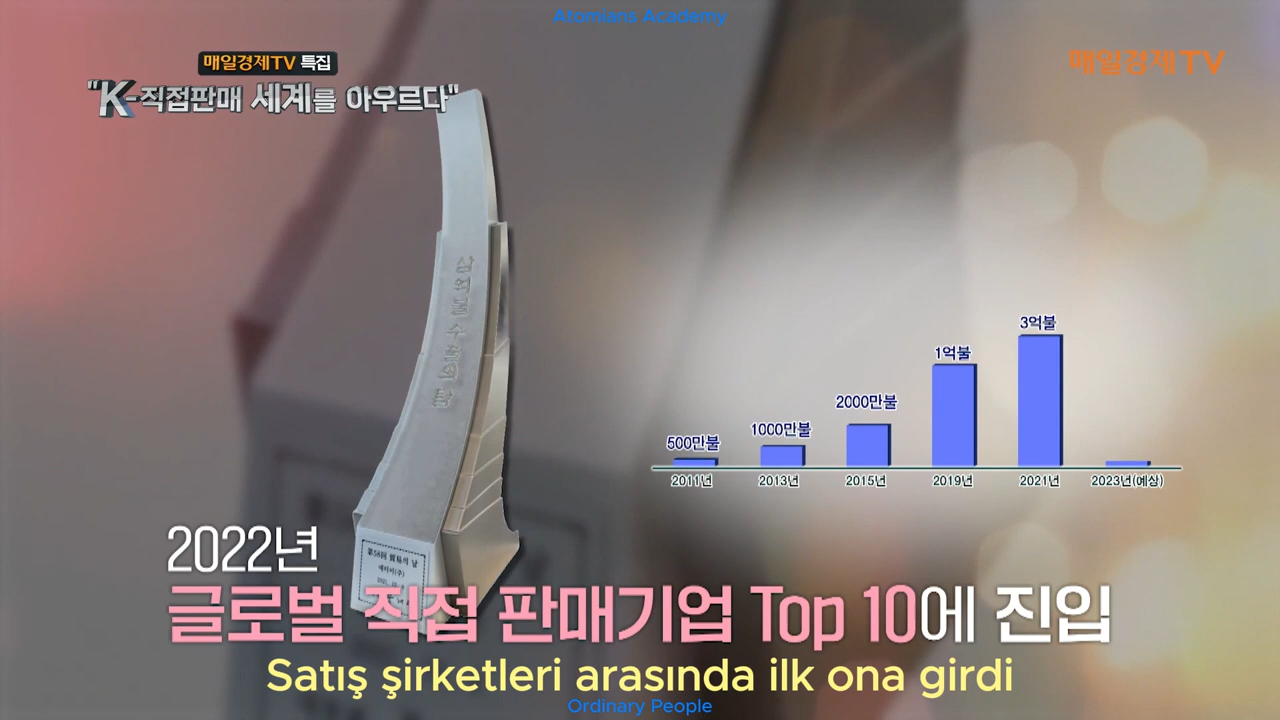 Atomians Academy
매일경제TV 특집
매일경제TV
"K-직접판매 세계를 아우르다"
3억불
1억불
2000만불
1000만불
500만불
2011년 2013년 2015년 2019년 2021년 2023년(예상)
2022년
글로벌 직접 판매기업 Top 10에 진입
Satış şirketleri arasında ilk ona girdi
Ordinary People